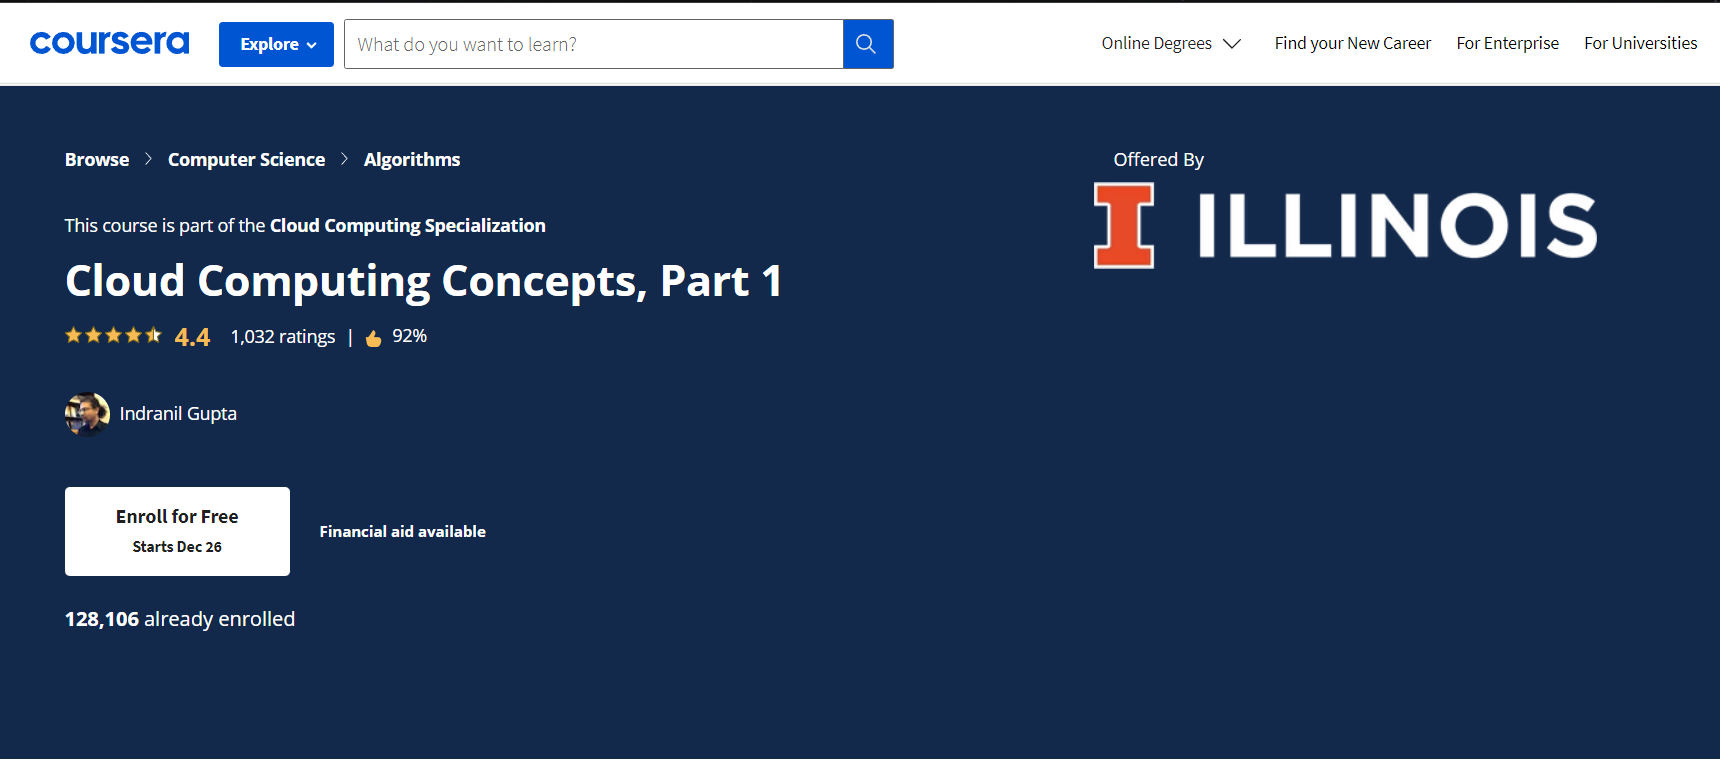 coursera Explore What do you want to learn? Online Degrees Find your New Career For Enterprise For Universities
Browse Computer Science Algorithms
Offered By
ILLINOIS
This course is part of the Cloud Computing Specialization
Cloud Computing Concepts, Part 1
4.4 1,032 ratings | 92%
Indranil Gupta
Enroll for Free
Starts Dec 26
Financial aid available
128,106 already enrolled